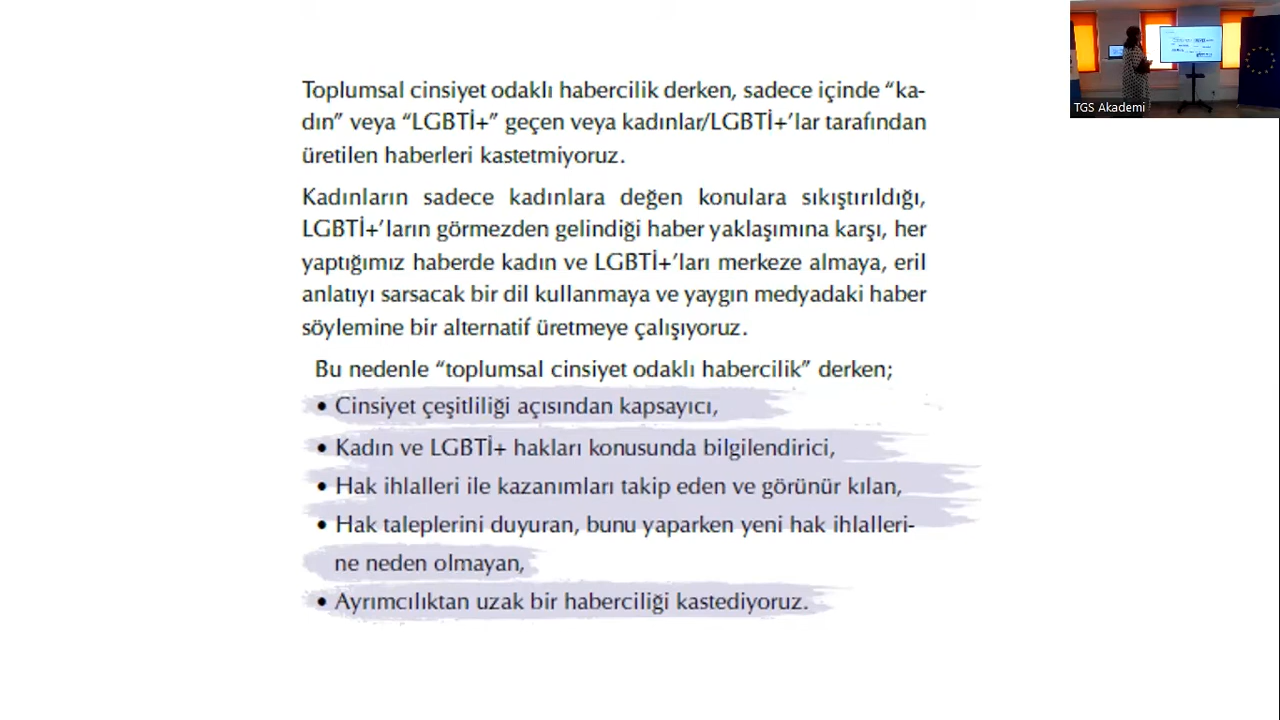 Toplumsal cinsiyet odaklı habercilik derken, sadece içinde “ka-
dın” veya “LGBTİ+” geçen veya kadınlar/LGBTİ+’lar tarafından
üretilen haberleri kastetmiyoruz.
Kadınların sadece kadınlara değen konulara sıkıştırıldığı,
LGBTİ+’ların görmezden gelindiği haber yaklaşımına karşı, her
yaptığımız haberde kadın ve LGBTİ+’ları merkeze almaya, eril
anlatıyı sarsacak bir dil kullanmaya ve yaygın medyadaki haber
söylemine bir alternatif üretmeye çalışıyoruz.
Bu nedenle “toplumsal cinsiyet odaklı habercilik” derken;
• Cinsiyet çeşitliliği açısından kapsayıcı,
• Kadın ve LGBTİ+ hakları konusunda bilgilendirici,
• Hak ihlalleri ile kazanımları takip eden ve görünür kılan,
• Hak taleplerini duyuran, bunu yaparken yeni hak ihlalleri-
ne neden olmayan,
• Ayrımcılıktan uzak bir haberciliği kastediyoruz.
TGS Akademi